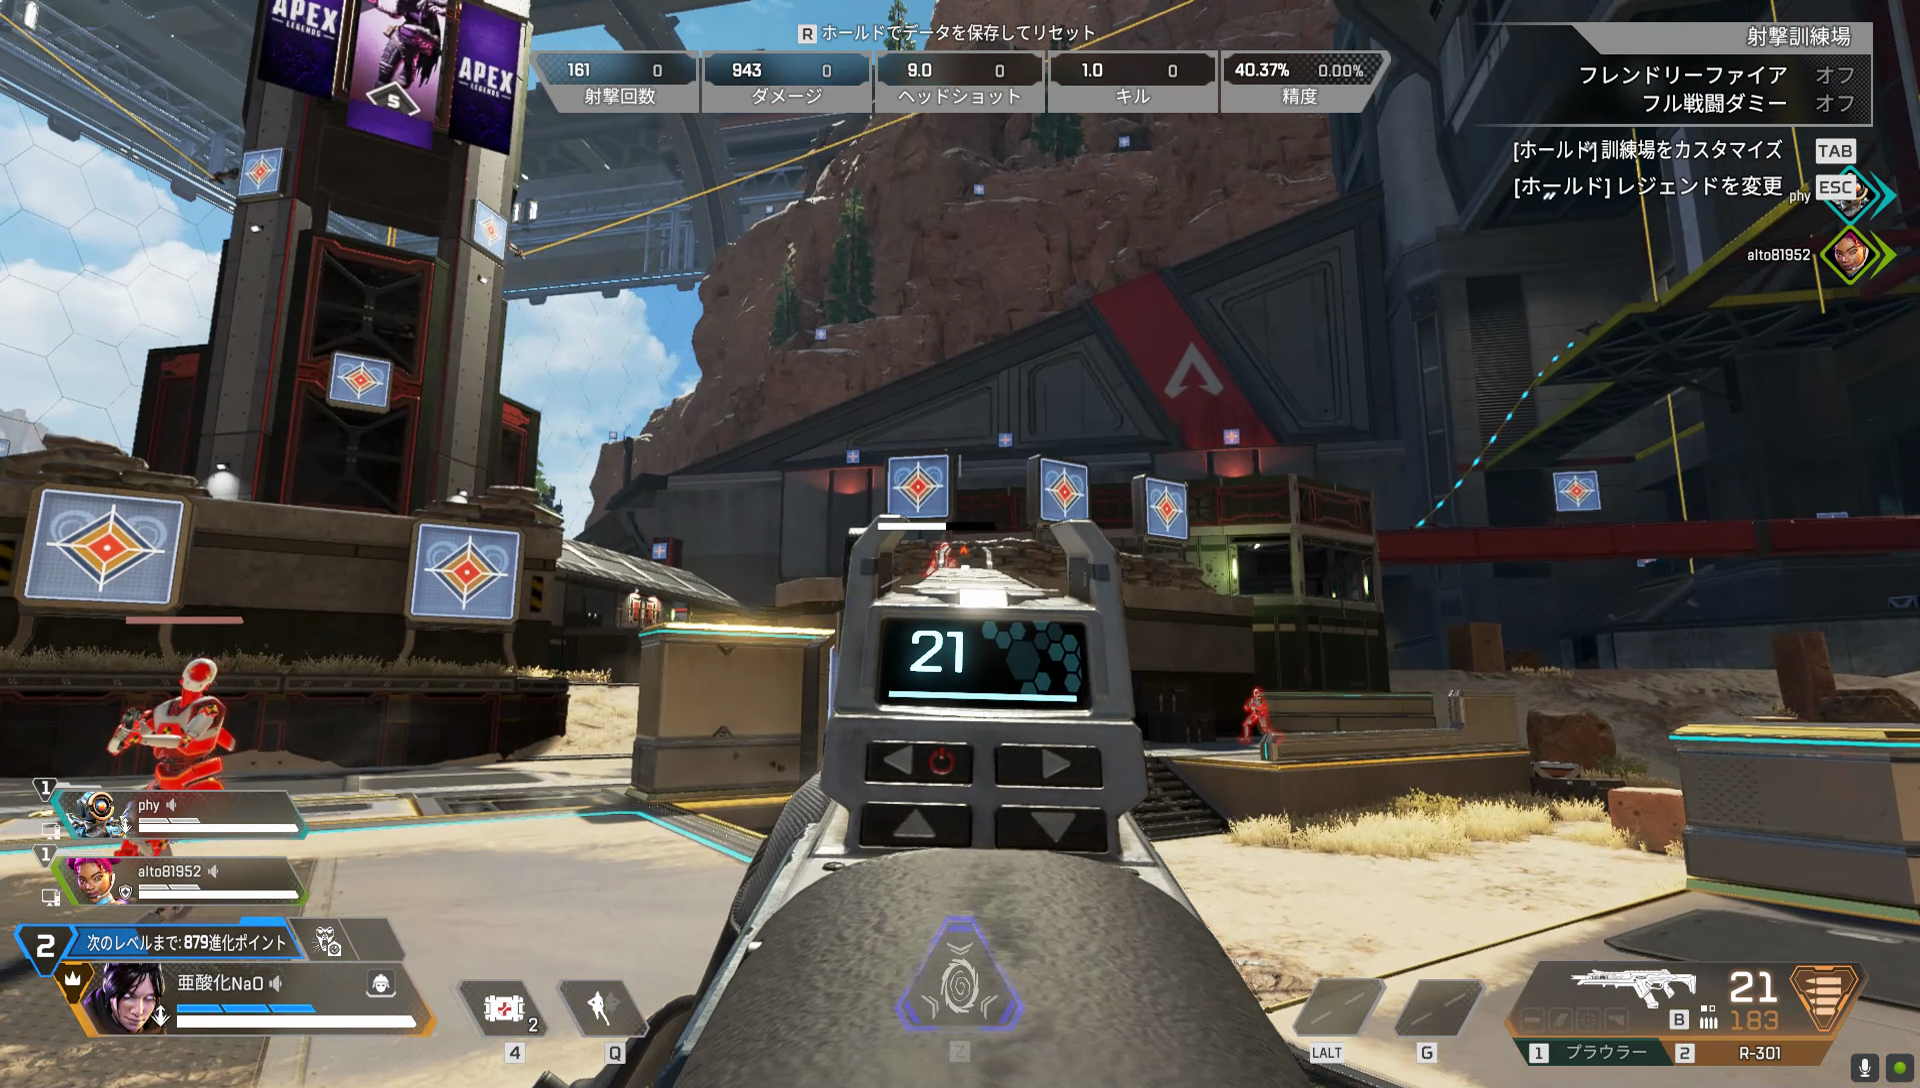 APEX
LEGENDS
S
APEX
LEGENDS
R ホールドでデータを保存してリセット
161 0
射撃回数
943 0
ダメージ
9.0 0
ヘッドショット
1.0 0
キル
40.37% 0.00%
精度
射撃訓練場
フレンドリーファイア オフ
フル戦闘ダミー オフ
[ホールド]訓練場をカスタマイズ TAB
[ホールド]レジェンドを変更 ESC
phy
alto81952
21
1
phy
1
alto81952
2
次のレベルまで:879進化ポイント
亜酸化NaO
2
4
Q
Z
LALT
G
21
B
183
1 プラウラー
2 R-301